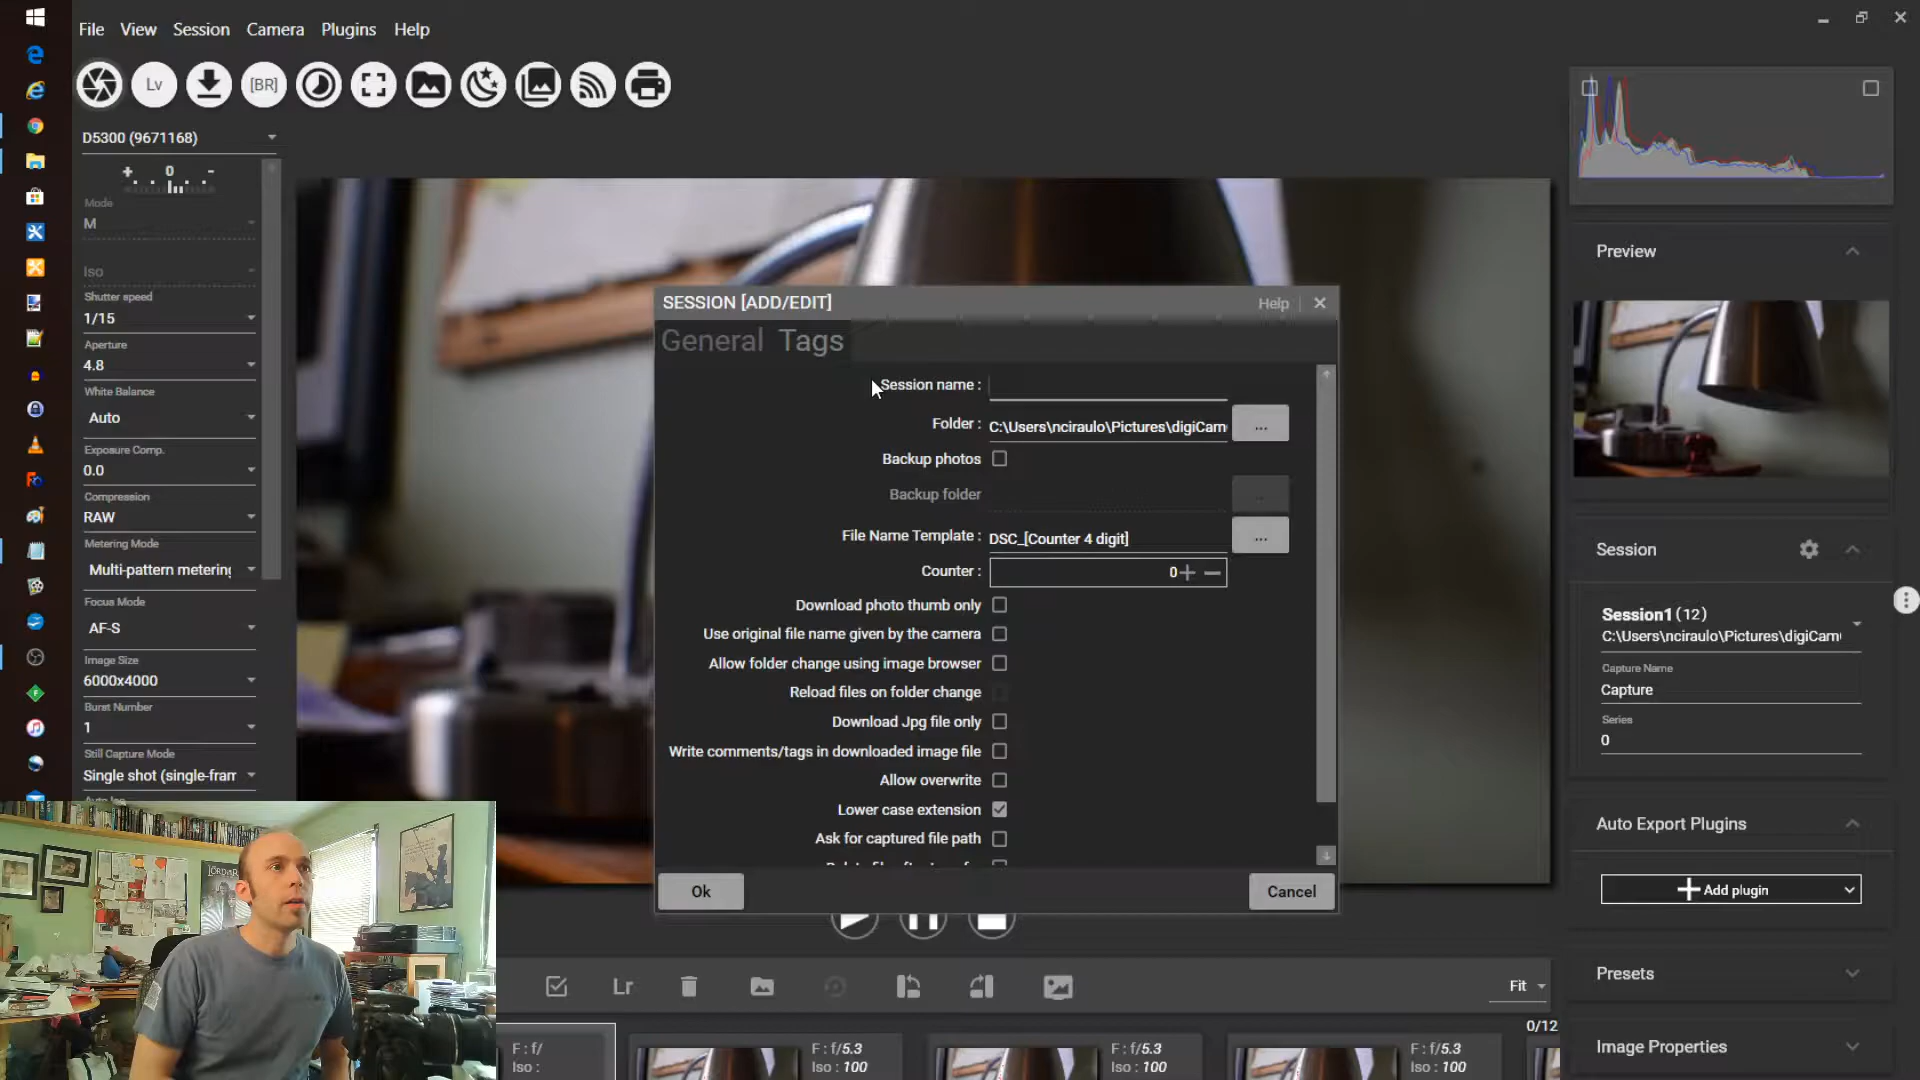 File View Session Camera Plugins Help
Lv [BR]
D5300 (9671168)
+ 0 -
Mode
M
Iso
Shutter speed
1/15
Aperture
4.8
White Balance
Auto
Exposure Comp.
0.0
Compression
RAW
Metering Mode
Multi-pattern metering
Focus Mode
AF-S
Image Size
6000x4000
Burst Number
1
Still Capture Mode
Single shot (single-fram
SESSION [ADD/EDIT]
Help
General Tags
Session name :
Folder : C:\Users\nciraulo\Pictures\digiCam ...
Backup photos
Backup folder
File Name Template : DSC_[Counter 4 digit] ...
Counter : 0 + −
Download photo thumb only
Use original file name given by the camera
Allow folder change using image browser
Reload files on folder change
Download Jpg file only
Write comments/tags in downloaded image file
Allow overwrite
Lower case extension
Ask for captured file path
Ok Cancel
Lr
Fit
0/12
F : f/
Iso :
F : f/5.3
Iso : 100
F : f/5.3
Iso : 100
F : f/5.3
Iso : 100
Preview
Session
Session1 (12)
C:\Users\nciraulo\Pictures\digiCam
Capture Name
Capture
Series
0
Auto Export Plugins
Add plugin
Presets
Image Properties